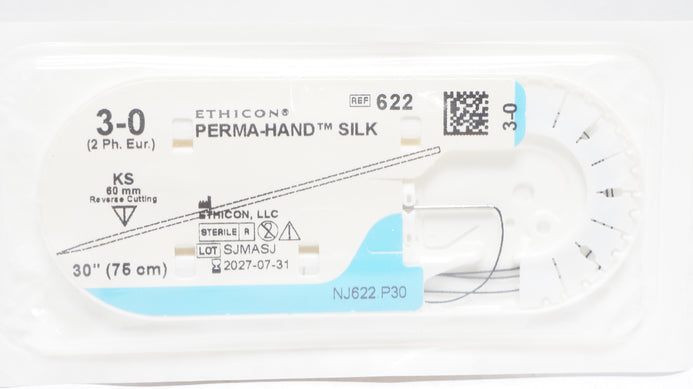 3-0
(2 Ph. Eur.)
ETHICON®
PERMA-HAND™ SILK
REF 622
3-0
KS
60 mm
Reverse Cutting
ETHICON, LLC
STERILE R
LOT SJMASJ
2027-07-31
30" (75 cm)
NJ622.P30